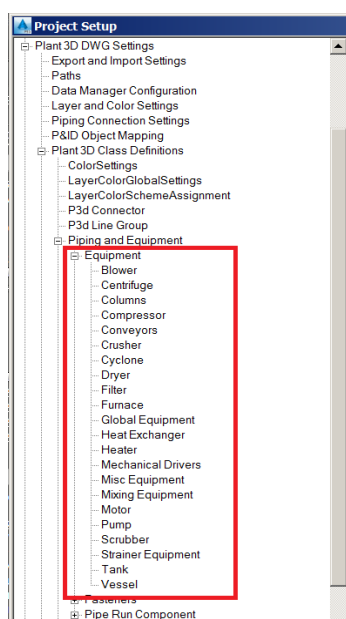 Project Setup
Plant 3D DWG Settings
Export and Import Settings
Paths
Data Manager Configuration
Layer and Color Settings
Piping Connection Settings
P&ID Object Mapping
Plant 3D Class Definitions
ColorSettings
LayerColorGlobalSettings
LayerColorSchemeAssignment
P3d Connector
P3d Line Group
Piping and Equipment
Equipment
Blower
Centrifuge
Columns
Compressor
Conveyors
Crusher
Cyclone
Dryer
Filter
Furnace
Global Equipment
Heat Exchanger
Heater
Mechanical Drivers
Misc Equipment
Mixing Equipment
Motor
Pump
Scrubber
Strainer Equipment
Tank
Vessel
Fasteners
Pipe Run Component